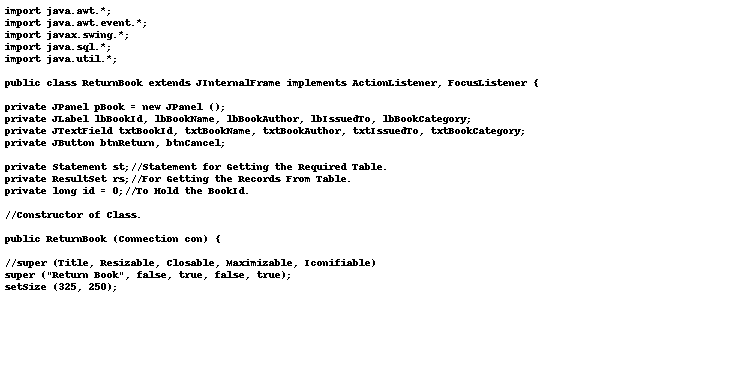 import java.awt.*;
import java.awt.event.*;
import javax.swing.*;
import java.sql.*;
import java.util.*;
public class ReturnBook extends JInternalFrame implements ActionListener, FocusListener {
private JPanel pBook = new JPanel ();
private JLabel lbBookId, lbBookName, lbBookAuthor, lbIssuedTo, lbBookCategory;
private JTextField txtBookId, txtBookName, txtBookAuthor, txtIssuedTo, txtBookCategory;
private JButton btnReturn, btnCancel;
private Statement st;//Statement for Getting the Required Table.
private ResultSet rs;//For Getting the Records From Table.
private long id = 0;//To Hold the BookId.
//Constructor of Class.
public ReturnBook (Connection con) {
//super (Title, Resizable, Closable, Maximizable, Iconifiable)
super ("Return Book", false, true, false, true);
setSize (325, 250);